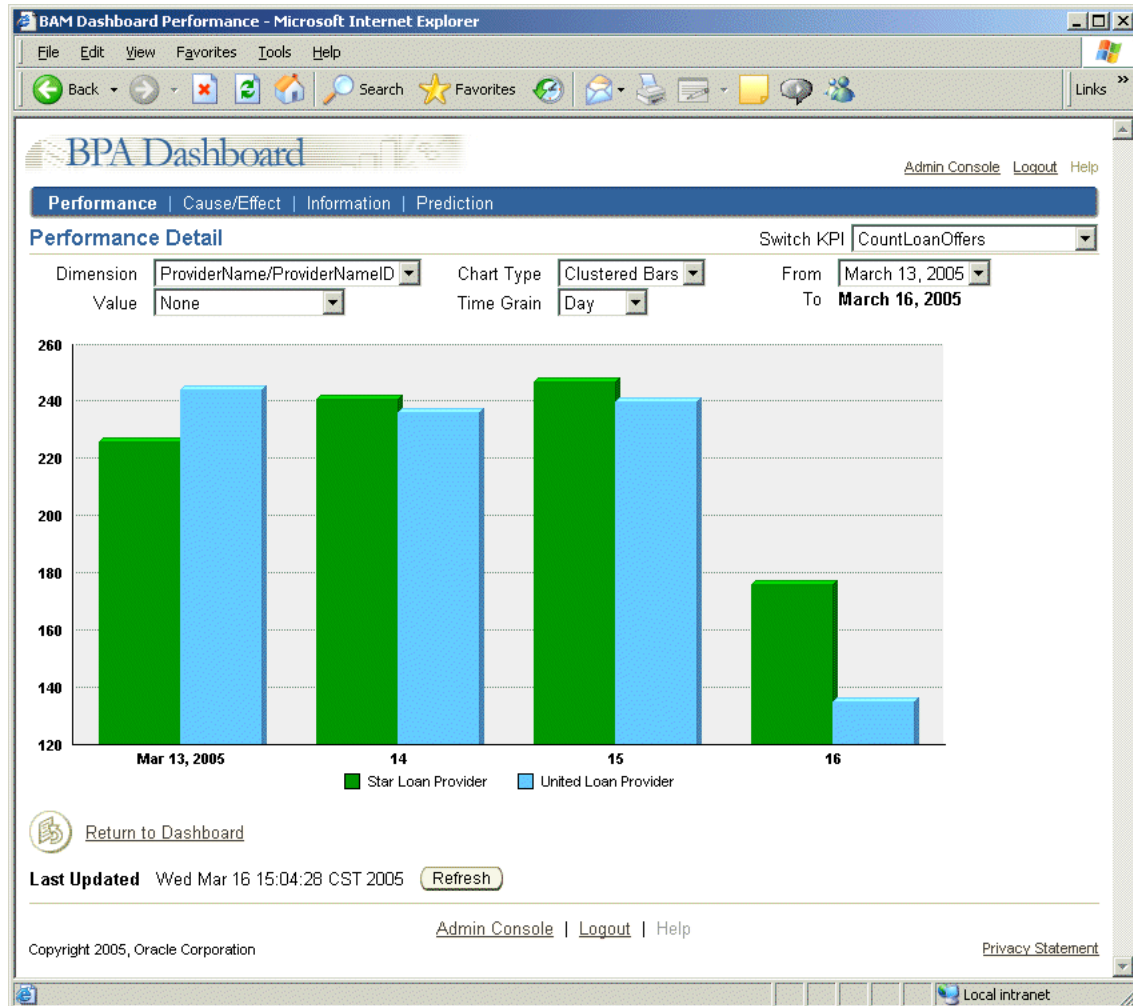 BAM Dashboard Performance - Microsoft Internet Explorer
File Edit View Favorites Tools Help
Back Search Favorites Links »
BPA Dashboard
Admin Console Logout Help
Performance | Cause/Effect | Information | Prediction
Performance Detail Switch KPI CountLoanOffers
Dimension ProviderName/ProviderNameID Chart Type Clustered Bars From March 13, 2005
Value None Time Grain Day To March 16, 2005
260
240
220
200
180
160
140
120
Mar 13, 2005 14 15 16
Star Loan Provider United Loan Provider
Return to Dashboard
Last Updated Wed Mar 16 15:04:28 CST 2005 Refresh
Admin Console | Logout | Help
Copyright 2005, Oracle Corporation Privacy Statement
Local intranet